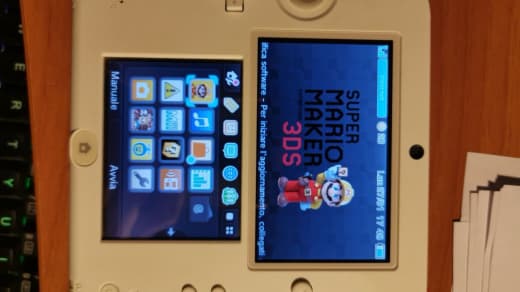 SUPER
MARIO
MAKER
3DS
ifica software - Per iniziare l'aggiornamento, collegati
Manuale
Avvia
E
R
T
Y
U